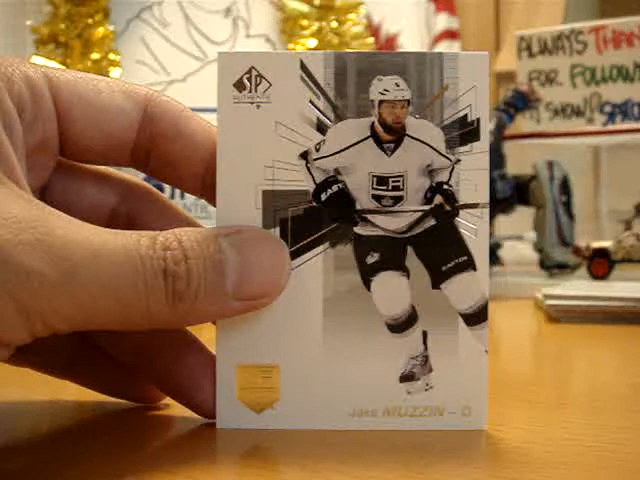 SP
AUTHENTIC
ALWAYS THAN
FOR FOLLOW
SHOW!!
LA
EASTON
EASTON
Jake MUZZIN - D